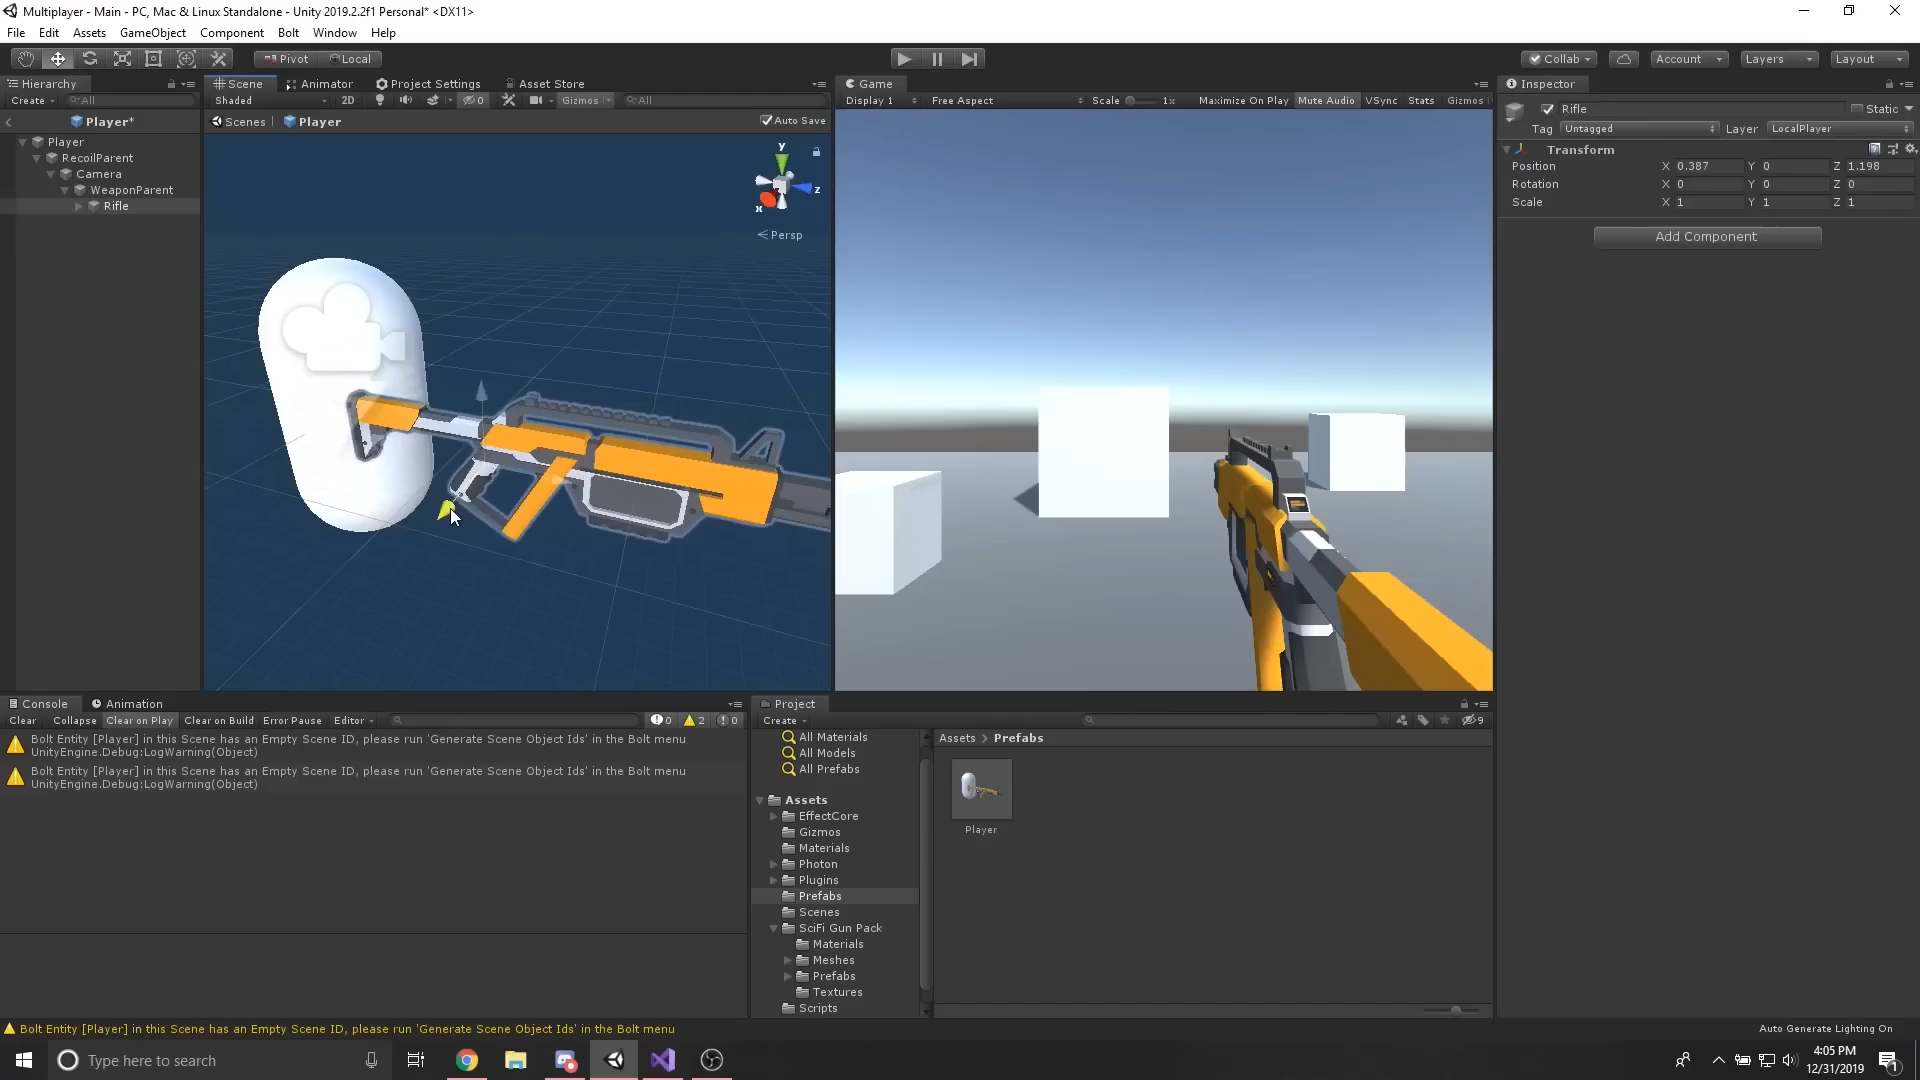 Multiplayer - Main - PC, Mac & Linux Standalone - Unity 2019.2.2f1 Personal* <DX11>
File Edit Assets GameObject Component Bolt Window Help
Pivot Local Collab Account Layers Layout
Hierarchy
Create All
Player*
Player
RecoilParent
Camera
WeaponParent
Rifle
Scene Animator Project Settings Asset Store
Shaded 2D 0 Gizmos All
Scenes Player Auto Save
y
z
x
Persp
Game
Display 1 Free Aspect Scale 1x Maximize On Play Mute Audio VSync Stats Gizmos
Inspector
Rifle Static
Tag Untagged Layer LocalPlayer
Transform
Position X 0.387 Y 0 Z 1.198
Rotation X 0 Y 0 Z 0
Scale X 1 Y 1 Z 1
Add Component
Console Animation
Clear Collapse Clear on Play Clear on Build Error Pause Editor 0 2 0
Bolt Entity [Player] in this Scene has an Empty Scene ID, please run 'Generate Scene Object Ids' in the Bolt menu
UnityEngine.Debug:LogWarning(Object)
Bolt Entity [Player] in this Scene has an Empty Scene ID, please run 'Generate Scene Object Ids' in the Bolt menu
UnityEngine.Debug:LogWarning(Object)
Project
Create 9
All Materials
All Models
All Prefabs
Assets
EffectCore
Gizmos
Materials
Photon
Plugins
Prefabs
Scenes
SciFi Gun Pack
Materials
Meshes
Prefabs
Textures
Scripts
Assets > Prefabs
Player
Bolt Entity [Player] in this Scene has an Empty Scene ID, please run 'Generate Scene Object Ids' in the Bolt menu
Auto Generate Lighting On
Type here to search
4:05 PM
12/31/2019
1